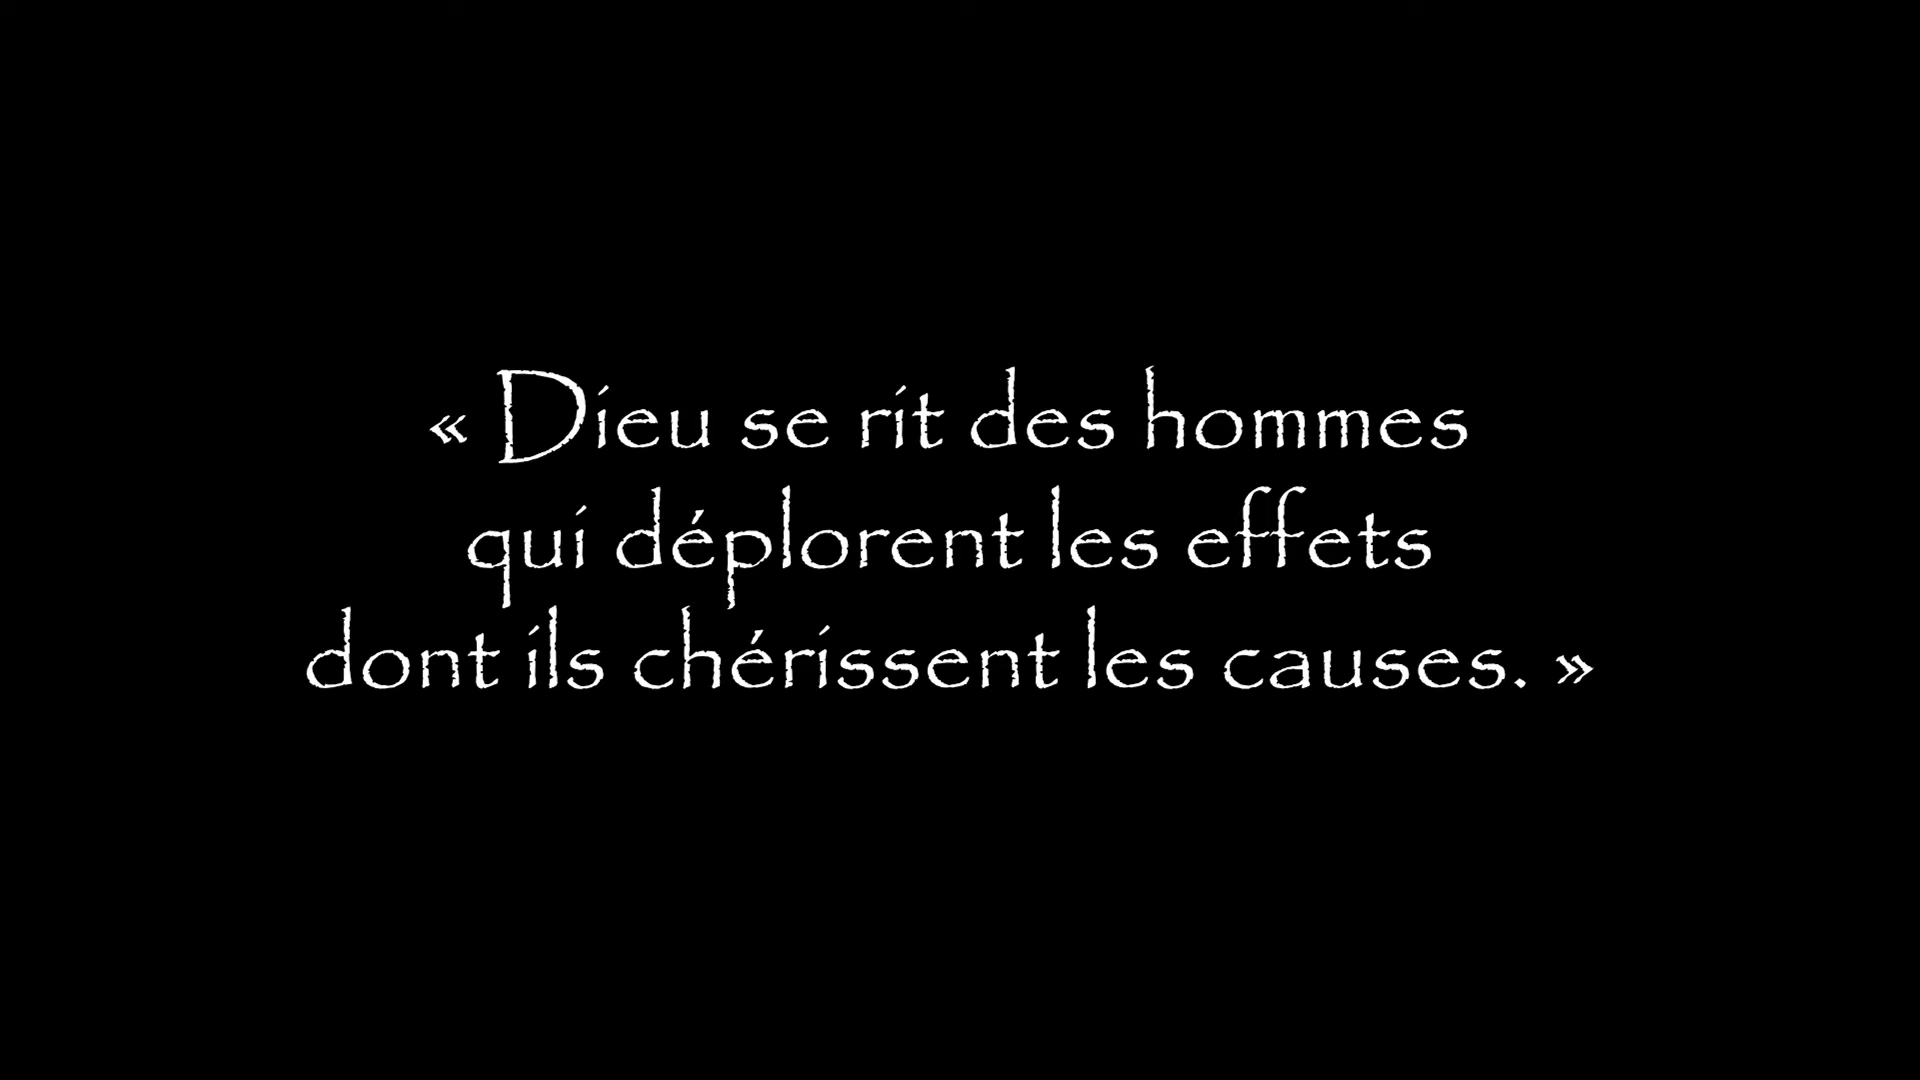 « Dieu se rit des hommes
qui déplorent les effets
dont ils chérissent les causes. »